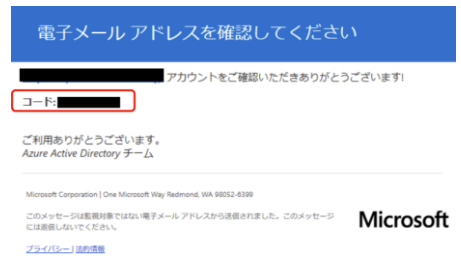 電子メール アドレスを確認してください
アカウントをご確認いただきありがとうございます!
コード:
ご利用ありがとうございます。
Azure Active Directory チーム
Microsoft Corporation | One Microsoft Way Redmond, WA 98052-6399
このメッセージは監視対象ではない電子メール アドレスから送信されました。このメッセージ
には返信しないでください。
Microsoft
プライバシー | 法的情報